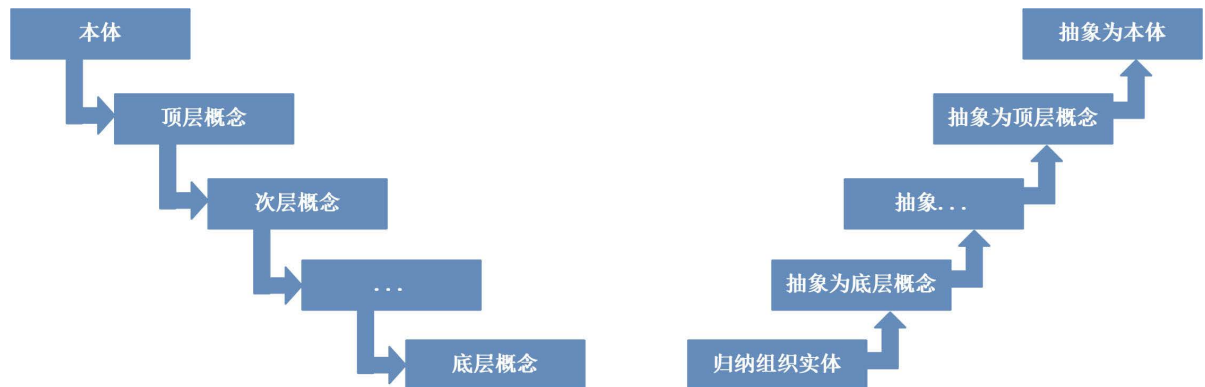 本体
顶层概念
次层概念
...
底层概念
抽象为本体
抽象为顶层概念
抽象...
抽象为底层概念
归纳组织实体